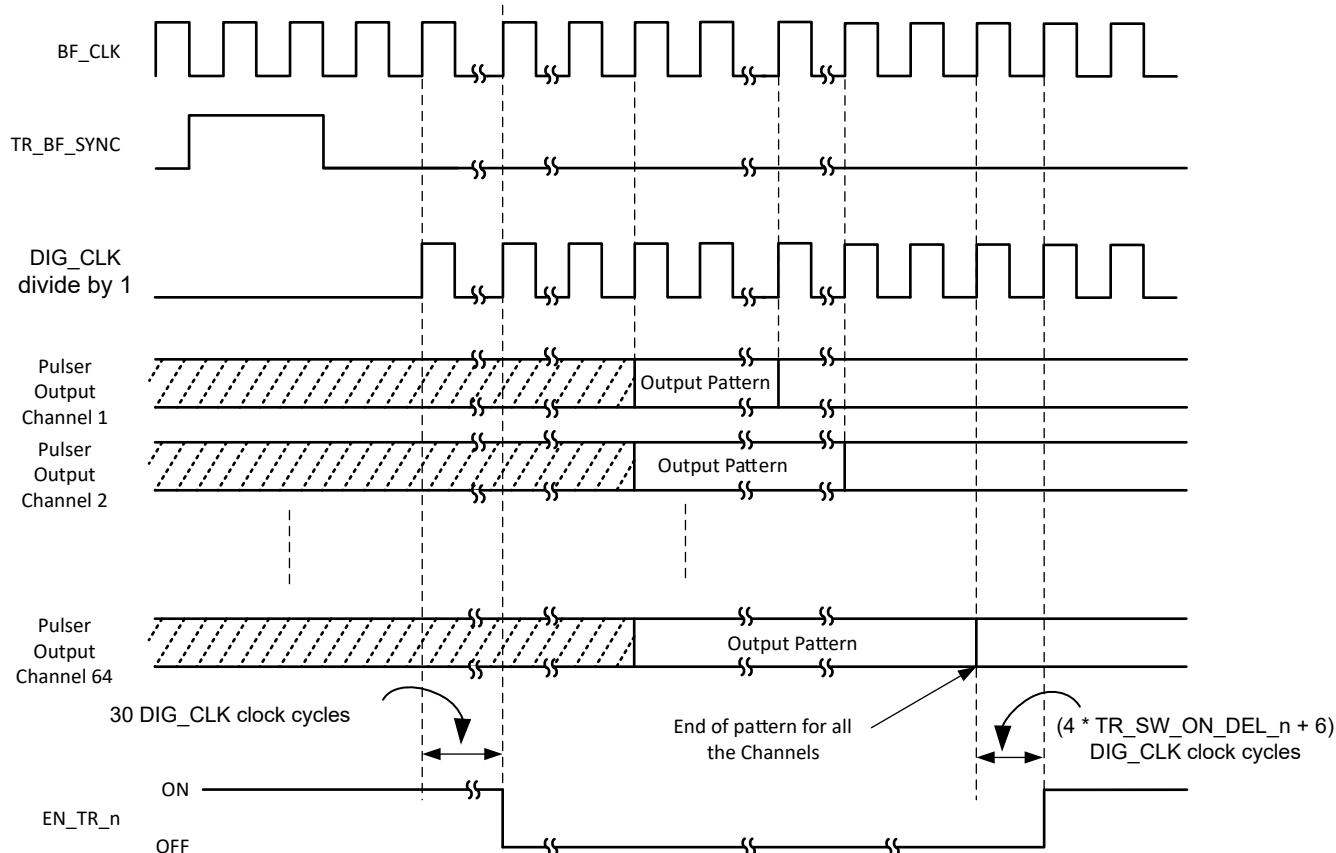 BF_CLK
TR_BF_SYNC
DIG_CLK
divide by 1
Pulser
Output
Channel 1
Output Pattern
Pulser
Output
Channel 2
Output Pattern
Pulser
Output
Channel 64
Output Pattern
30 DIG_CLK clock cycles
End of pattern for all
the Channels
(4 * TR_SW_ON_DEL_n + 6)
DIG_CLK clock cycles
ON
EN_TR_n
OFF